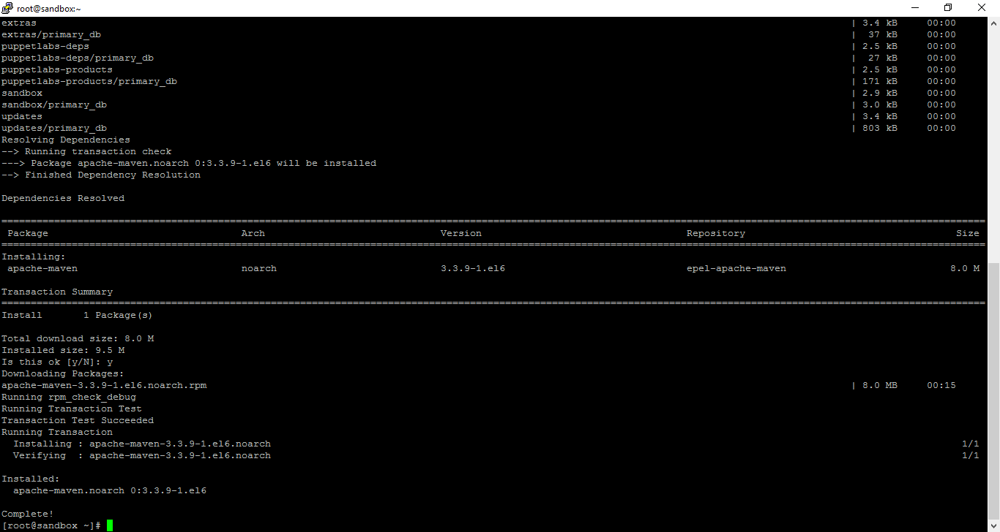 root@sandbox:~
extras | 3.4 kB 00:00
extras/primary_db | 37 kB 00:00
puppetlabs-deps | 2.5 kB 00:00
puppetlabs-deps/primary_db | 27 kB 00:00
puppetlabs-products | 2.5 kB 00:00
puppetlabs-products/primary_db | 171 kB 00:00
sandbox | 2.9 kB 00:00
sandbox/primary_db | 3.0 kB 00:00
updates | 3.4 kB 00:00
updates/primary_db | 803 kB 00:00
Resolving Dependencies
--> Running transaction check
---> Package apache-maven.noarch 0:3.3.9-1.el6 will be installed
--> Finished Dependency Resolution
Dependencies Resolved
Package Arch Version Repository Size
Installing:
apache-maven noarch 3.3.9-1.el6 epel-apache-maven 8.0 M
Transaction Summary
Install 1 Package(s)
Total download size: 8.0 M
Installed size: 9.5 M
Is this ok [y/N]: y
Downloading Packages:
apache-maven-3.3.9-1.el6.noarch.rpm | 8.0 MB 00:15
Running rpm_check_debug
Running Transaction Test
Transaction Test Succeeded
Running Transaction
Installing : apache-maven-3.3.9-1.el6.noarch 1/1
Verifying : apache-maven-3.3.9-1.el6.noarch 1/1
Installed:
apache-maven.noarch 0:3.3.9-1.el6
Complete!
[root@sandbox ~]#